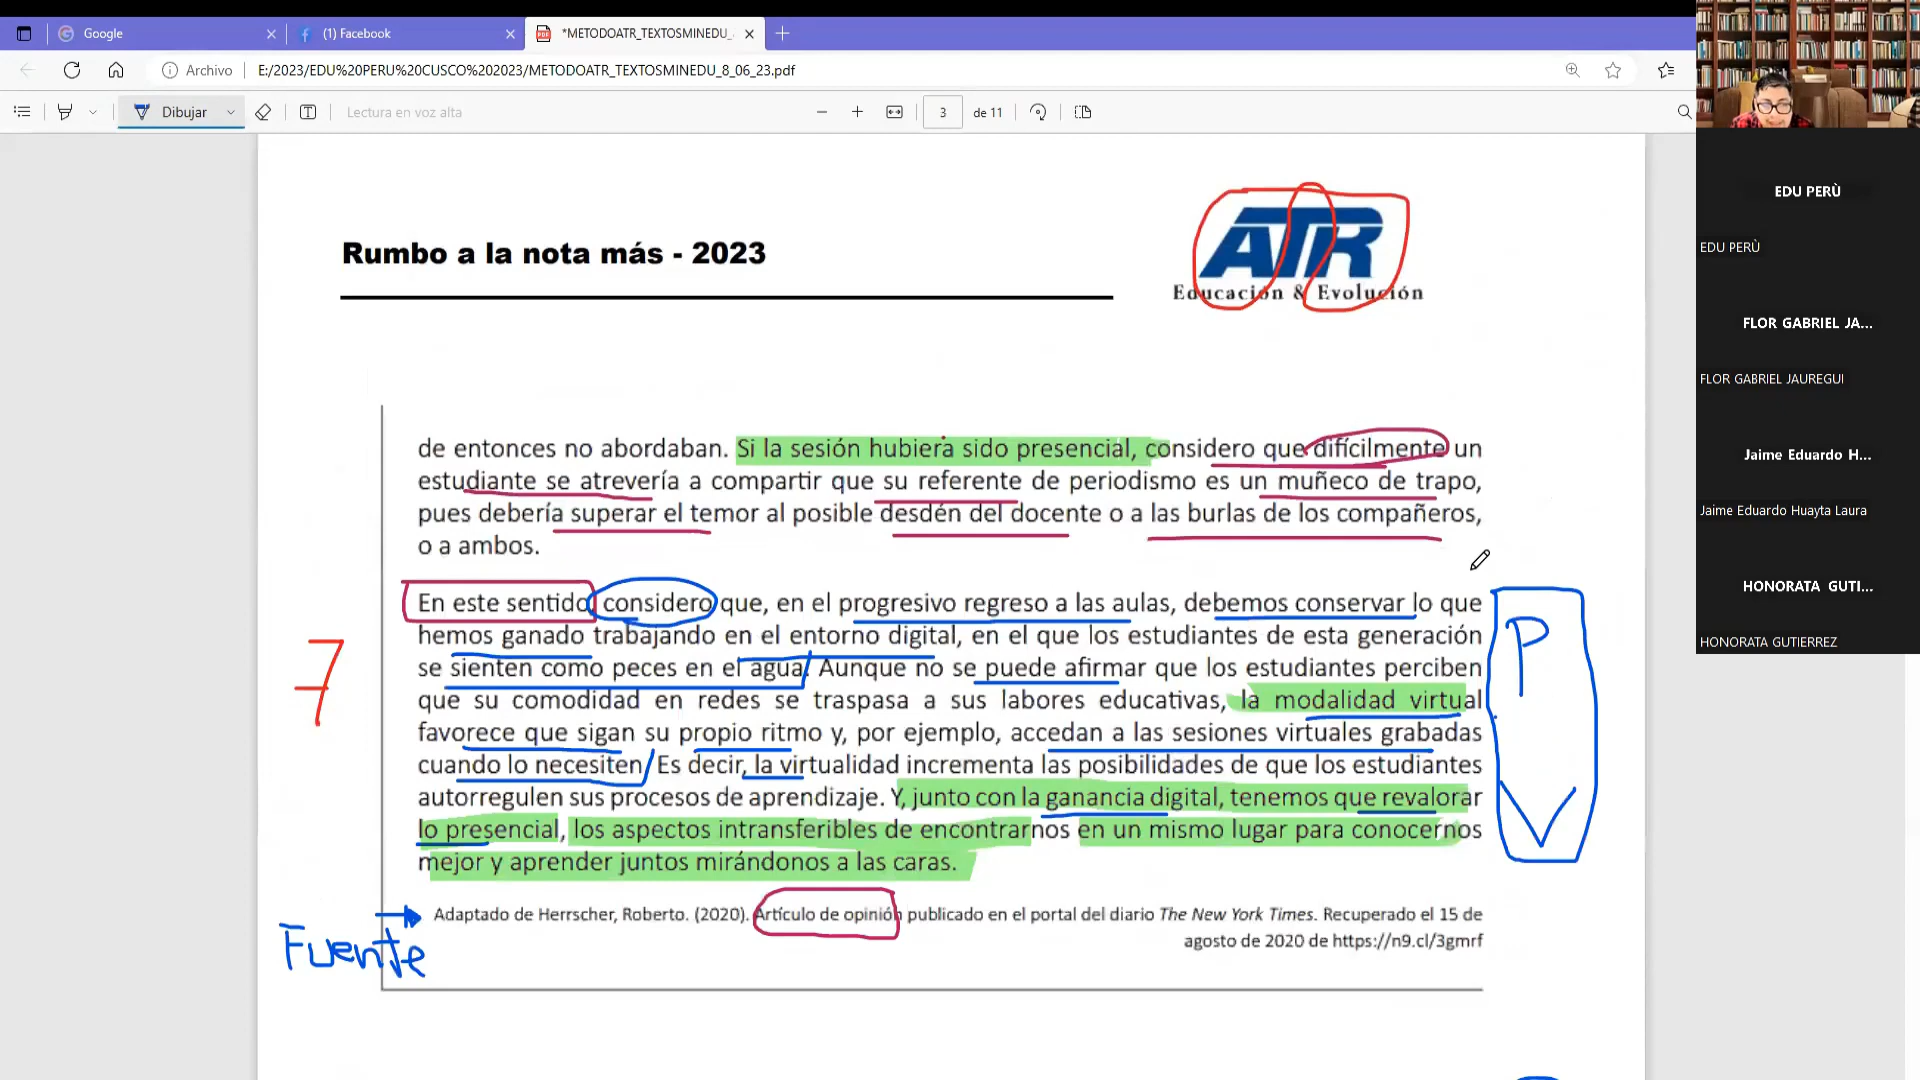 Google
(1) Facebook
*METODOATR_TEXTOSMINEDU_
Archivo
E:/2023/EDU%20PERU%20CUSCO%202023/METODOATR_TEXTOSMINEDU_8_06_23.pdf
Dibujar
Lectura en voz alta
3
de 11
Rumbo a la nota más - 2023
ATR
Educación & Evolución
de entonces no abordaban. Si la sesión hubiera sido presencial, considero que difícilmente un
estudiante se atrevería a compartir que su referente de periodismo es un muñeco de trapo,
pues debería superar el temor al posible desdén del docente o a las burlas de los compañeros,
o a ambos.
En este sentido considero que, en el progresivo regreso a las aulas, debemos conservar lo que
hemos ganado trabajando en el entorno digital, en el que los estudiantes de esta generación
se sienten como peces en el agua. Aunque no se puede afirmar que los estudiantes perciben
que su comodidad en redes se traspasa a sus labores educativas, la modalidad virtual
favorece que sigan su propio ritmo y, por ejemplo, accedan a las sesiones virtuales grabadas
cuando lo necesiten. Es decir, la virtualidad incrementa las posibilidades de que los estudiantes
autorregulen sus procesos de aprendizaje. Y, junto con la ganancia digital, tenemos que revalorar
lo presencial, los aspectos intransferibles de encontrarnos en un mismo lugar para conocernos
mejor y aprender juntos mirándonos a las caras.
7
P
V
Fuente
Adaptado de Herrscher, Roberto. (2020). Artículo de opinión publicado en el portal del diario The New York Times. Recuperado el 15 de
agosto de 2020 de https://n9.cl/3gmrf
EDU PERÙ
EDU PERÙ
FLOR GABRIEL JA...
FLOR GABRIEL JAUREGUI
Jaime Eduardo H...
Jaime Eduardo Huayta Laura
HONORATA GUTI...
HONORATA GUTIERREZ